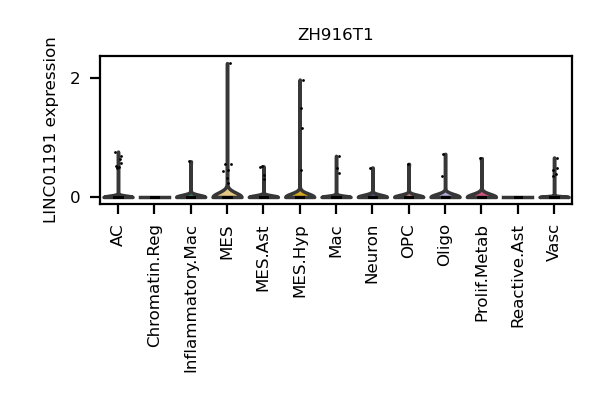 ZH916T1
LINC01191 expression
2
0
AC
Chromatin.Reg
Inflammatory.Mac
MES
MES.Ast
MES.Hyp
Mac
Neuron
OPC
Oligo
Prolif.Metab
Reactive.Ast
Vasc